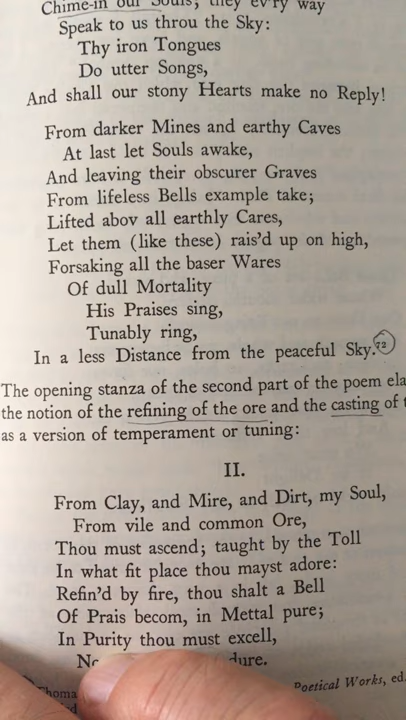 Chime-in our Souls; they ev'ry way
Speak to us throu the Sky:
Thy iron Tongues
Do utter Songs,
And shall our stony Hearts make no Reply!
From darker Mines and earthy Caves
At last let Souls awake,
And leaving their obscurer Graves
From lifeless Bells example take;
Lifted abov all earthly Cares,
Let them (like these) rais'd up on high,
Forsaking all the baser Wares
Of dull Mortality
His Praises sing,
Tunably ring,
In a less Distance from the peaceful Sky.72
The opening stanza of the second part of the poem ela
the notion of the refining of the ore and the casting of t
as a version of temperament or tuning:
II.
From Clay, and Mire, and Dirt, my Soul,
From vile and common Ore,
Thou must ascend; taught by the Toll
In what fit place thou mayst adore:
Refin'd by fire, thou shalt a Bell
Of Prais becom, in Mettal pure;
In Purity thou must excell,
dure.
Thoma Poetical Works, ed.